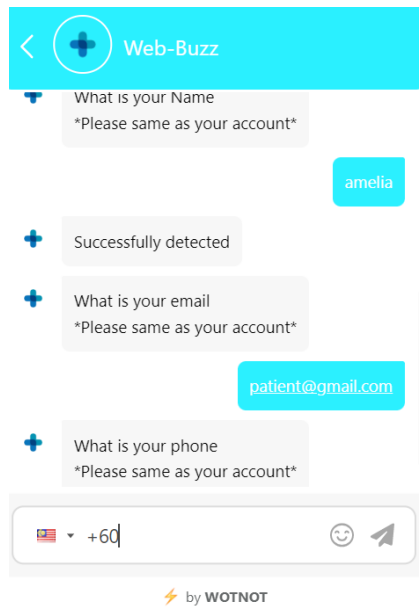 Web-Buzz
What is your Name
*Please same as your account*
amelia
Successfully detected
What is your email
*Please same as your account*
patient@gmail.com
What is your phone
*Please same as your account*
+60
by WOTNOT